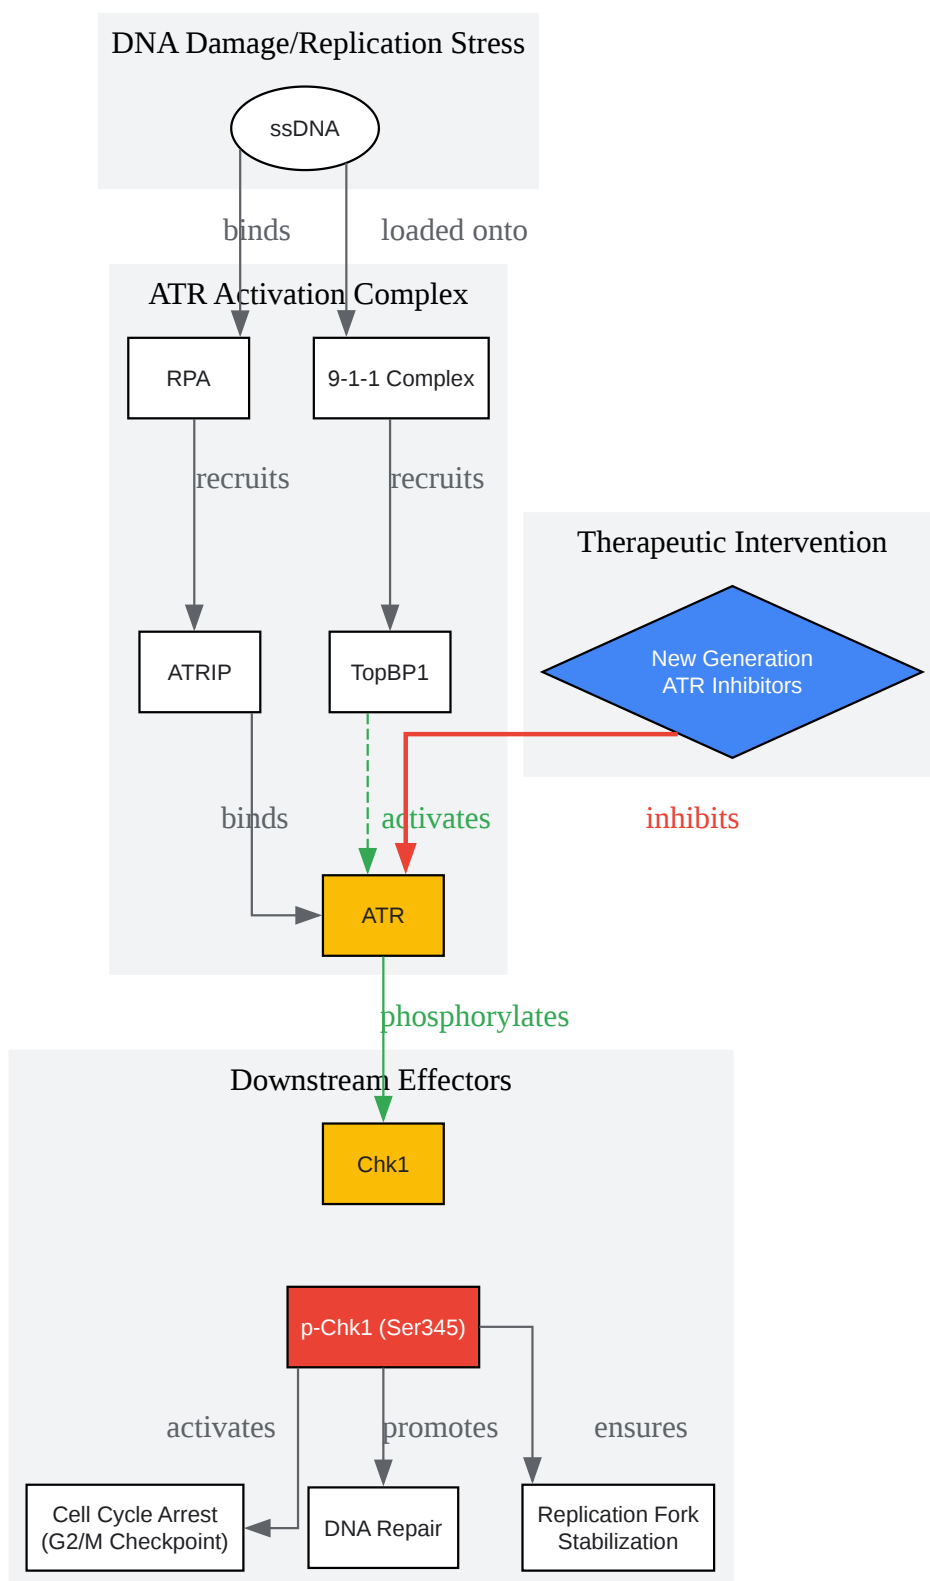 DNA Damage/Replication Stress
ssDNA
binds
loaded onto
ATR Activation Complex
RPA
9-1-1 Complex
recruits
recruits
Therapeutic Intervention
New Generation
ATR Inhibitors
ATRIP
TopBP1
binds
activates
inhibits
ATR
phosphorylates
Downstream Effectors
Chk1
p-Chk1 (Ser345)
activates
promotes
ensures
Cell Cycle Arrest
(G2/M Checkpoint)
DNA Repair
Replication Fork
Stabilization